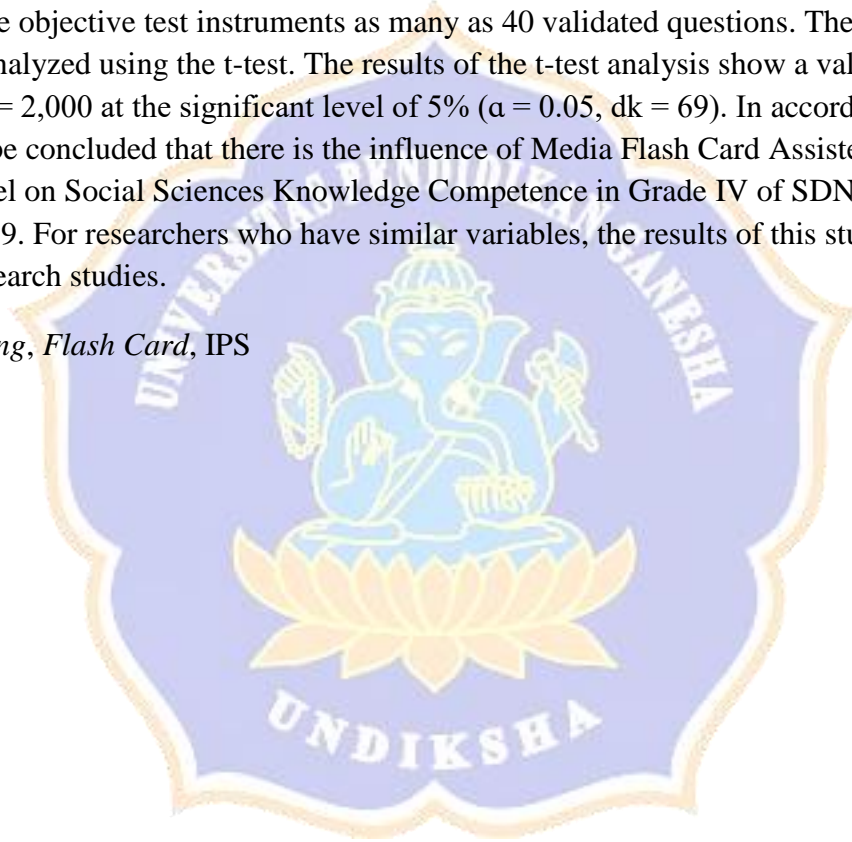 e objective test instruments as many as 40 validated questions. The
nalyzed using the t-test. The results of the t-test analysis show a val
= 2,000 at the significant level of 5% (ɑ = 0.05, dk = 69). In accord
be concluded that there is the influence of Media Flash Card Assiste
el on Social Sciences Knowledge Competence in Grade IV of SDN
9. For researchers who have similar variables, the results of this stu
earch studies.
ng, Flash Card, IPS
UNIVERSITAS PENDIDIKAN GANESHA
UNDIKSHA